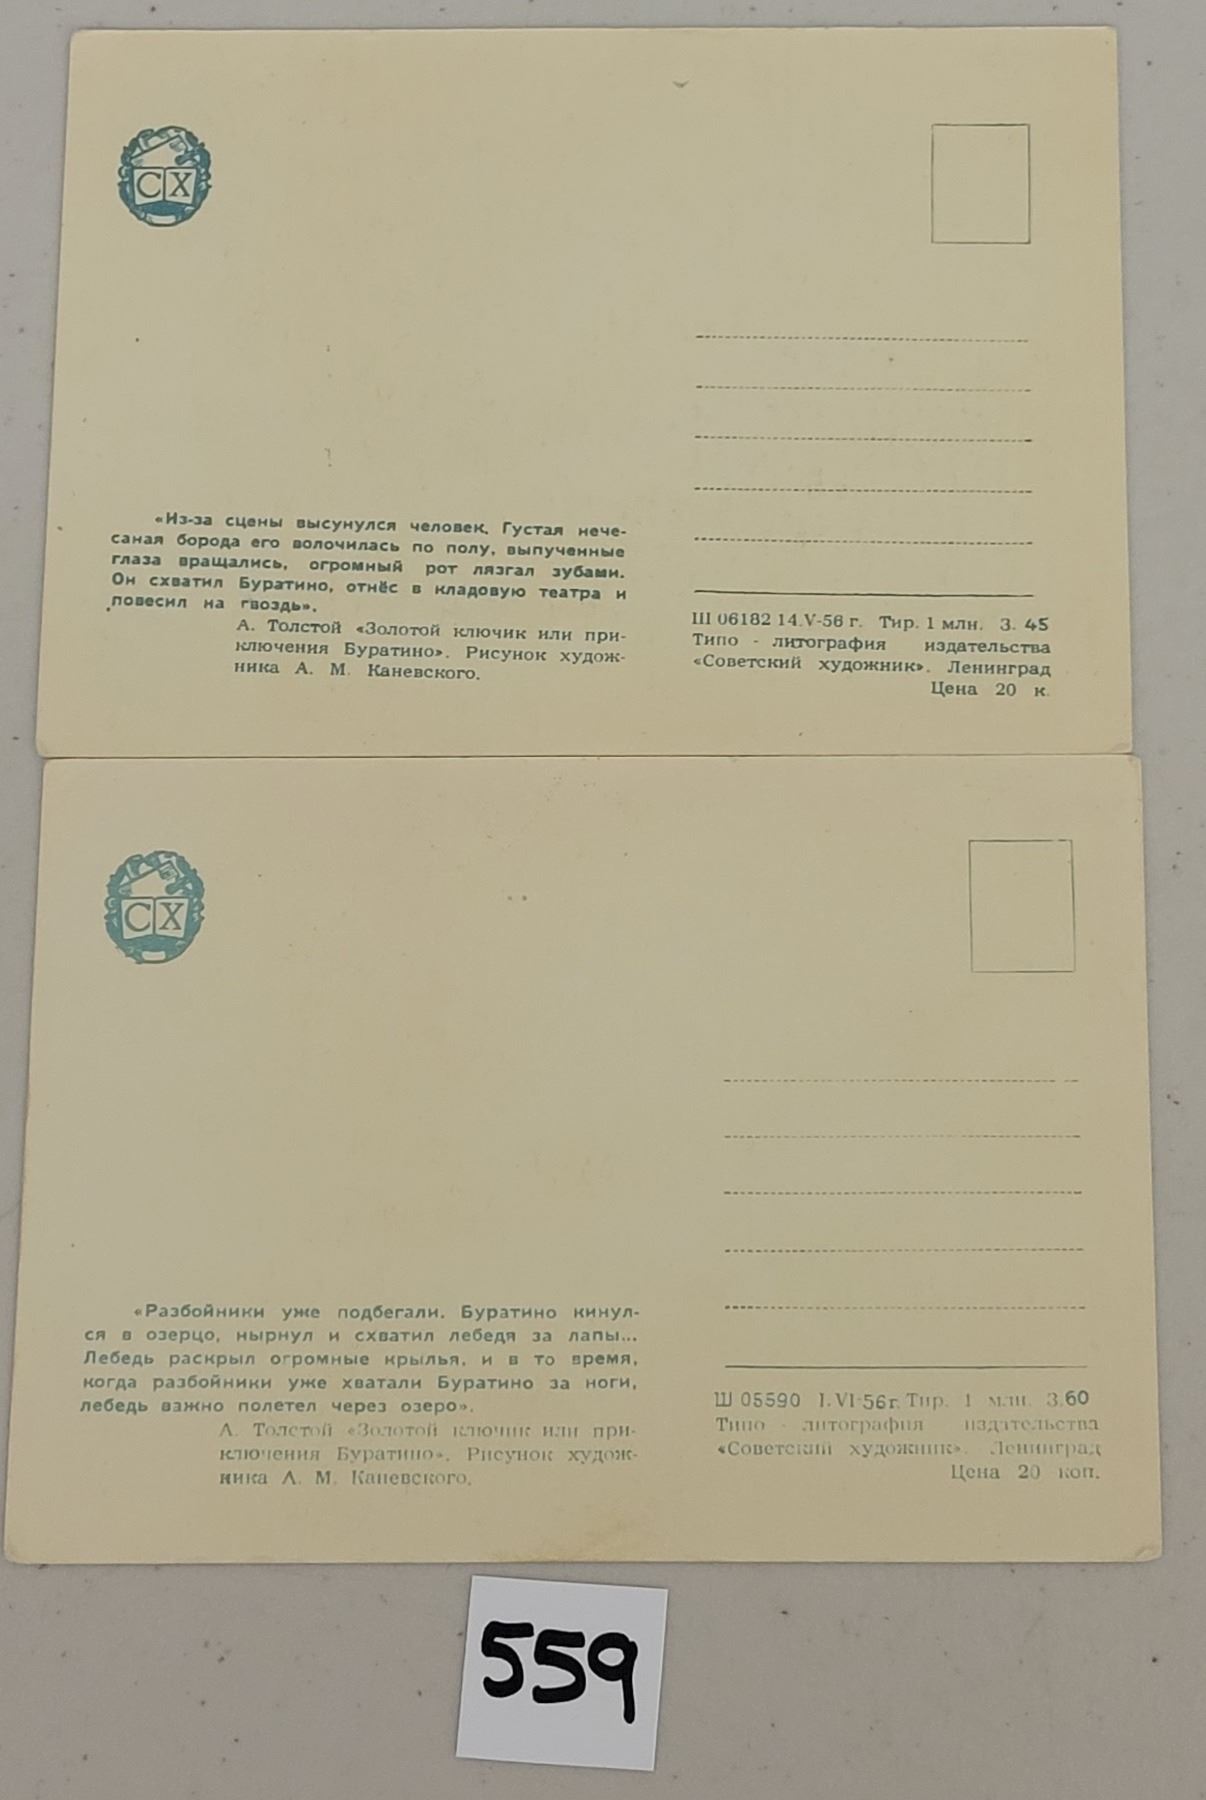 СХ
«Из-за сцены высунулся человек. Густая нече-
саная борода его волочилась по полу, выпученные
глаза вращались, огромный рот лязгал зубами.
Он схватил Буратино, отнёс в кладовую театра и
повесил на гвоздь».
А. Толстой «Золотой ключик или при-
ключения Буратино». Рисунок худож-
ника А. М. Каневского.
Ш 06182 14.V-56 г. Тир. 1 млн. З. 45
Типо - литография издательства
«Советский художник». Ленинград
Цена 20 к.
СХ
«Разбойники уже подбегали. Буратино кинул-
ся в озерцо, нырнул и схватил лебедя за лапы...
Лебедь раскрыл огромные крылья, и в то время,
когда разбойники уже хватали Буратино за ноги,
лебедь важно полетел через озеро».
А. Толстой «Золотой ключик или при-
ключения Буратино». Рисунок худож-
ника А. М. Каневского.
Ш 05590 I.VI-56г. Тир. 1 млн. З.60
Типо - литография издательства
«Советский художник». Ленинград
Цена 20 коп.
559